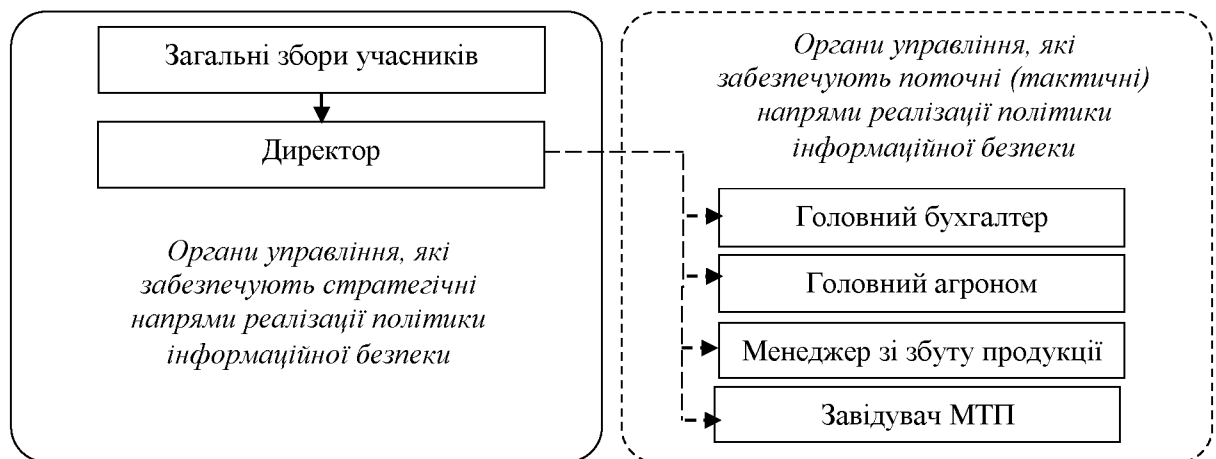 Загальні збори учасників
Директор
Органи управління, які
забезпечують стратегічні
напрями реалізації політики
інформаційної безпеки
Органи управління, які
забезпечують поточні (тактичні)
напрями реалізації політики
інформаційної безпеки
Головний бухгалтер
Головний агроном
Менеджер зі збуту продукції
Завідувач МТП